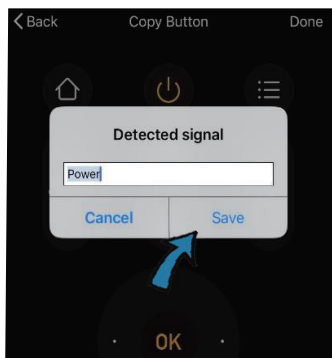 Back Copy Button Done
Detected signal
Power
Cancel Save
OK